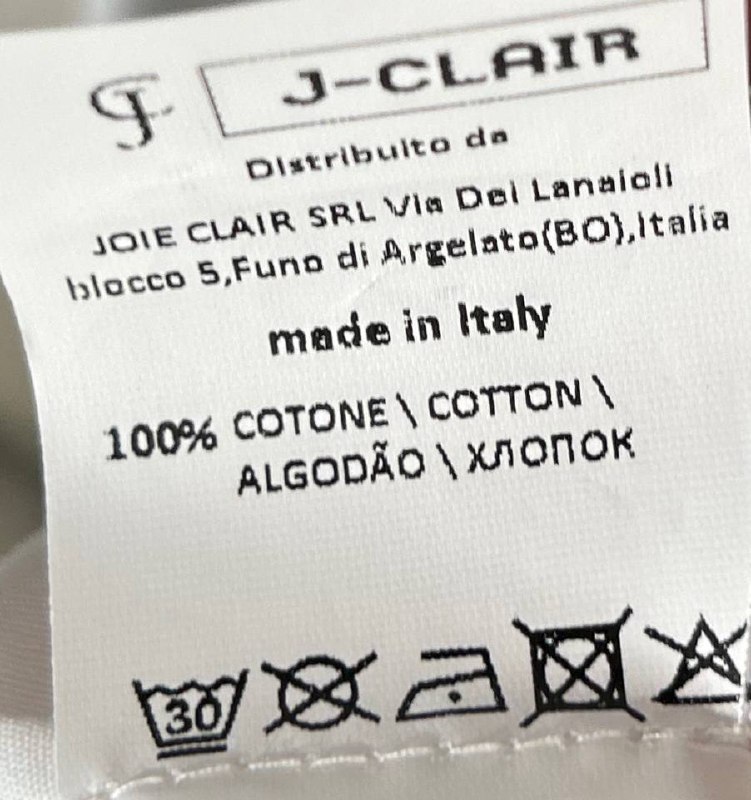 J-CLAIR
Distribuito da
JOIE CLAIR SRL Via Dei Lanaioli
blocco 5,Funo di Argelato(BO),Italia
made in Italy
100% COTONE \ COTTON \
ALGODÃO \ ХЛОПОК
30